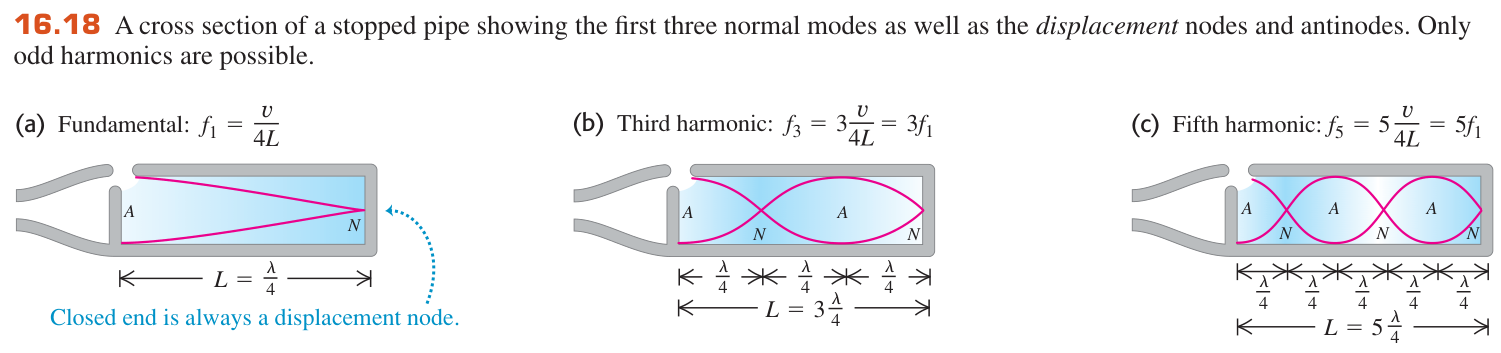 16.18 A cross section of a stopped pipe showing the first three normal modes as well as the displacement nodes and antinodes. Only
odd harmonics are possible.
(a) Fundamental: f₁ = v/4L
(b) Third harmonic: f₃ = 3 v/4L = 3f₁
(c) Fifth harmonic: f₅ = 5 v/4L = 5f₁
A N
A N A N
A N A N A N
L = λ/4
λ/4 λ/4 λ/4
L = 3 λ/4
λ/4 λ/4 λ/4 λ/4 λ/4
L = 5 λ/4
Closed end is always a displacement node.